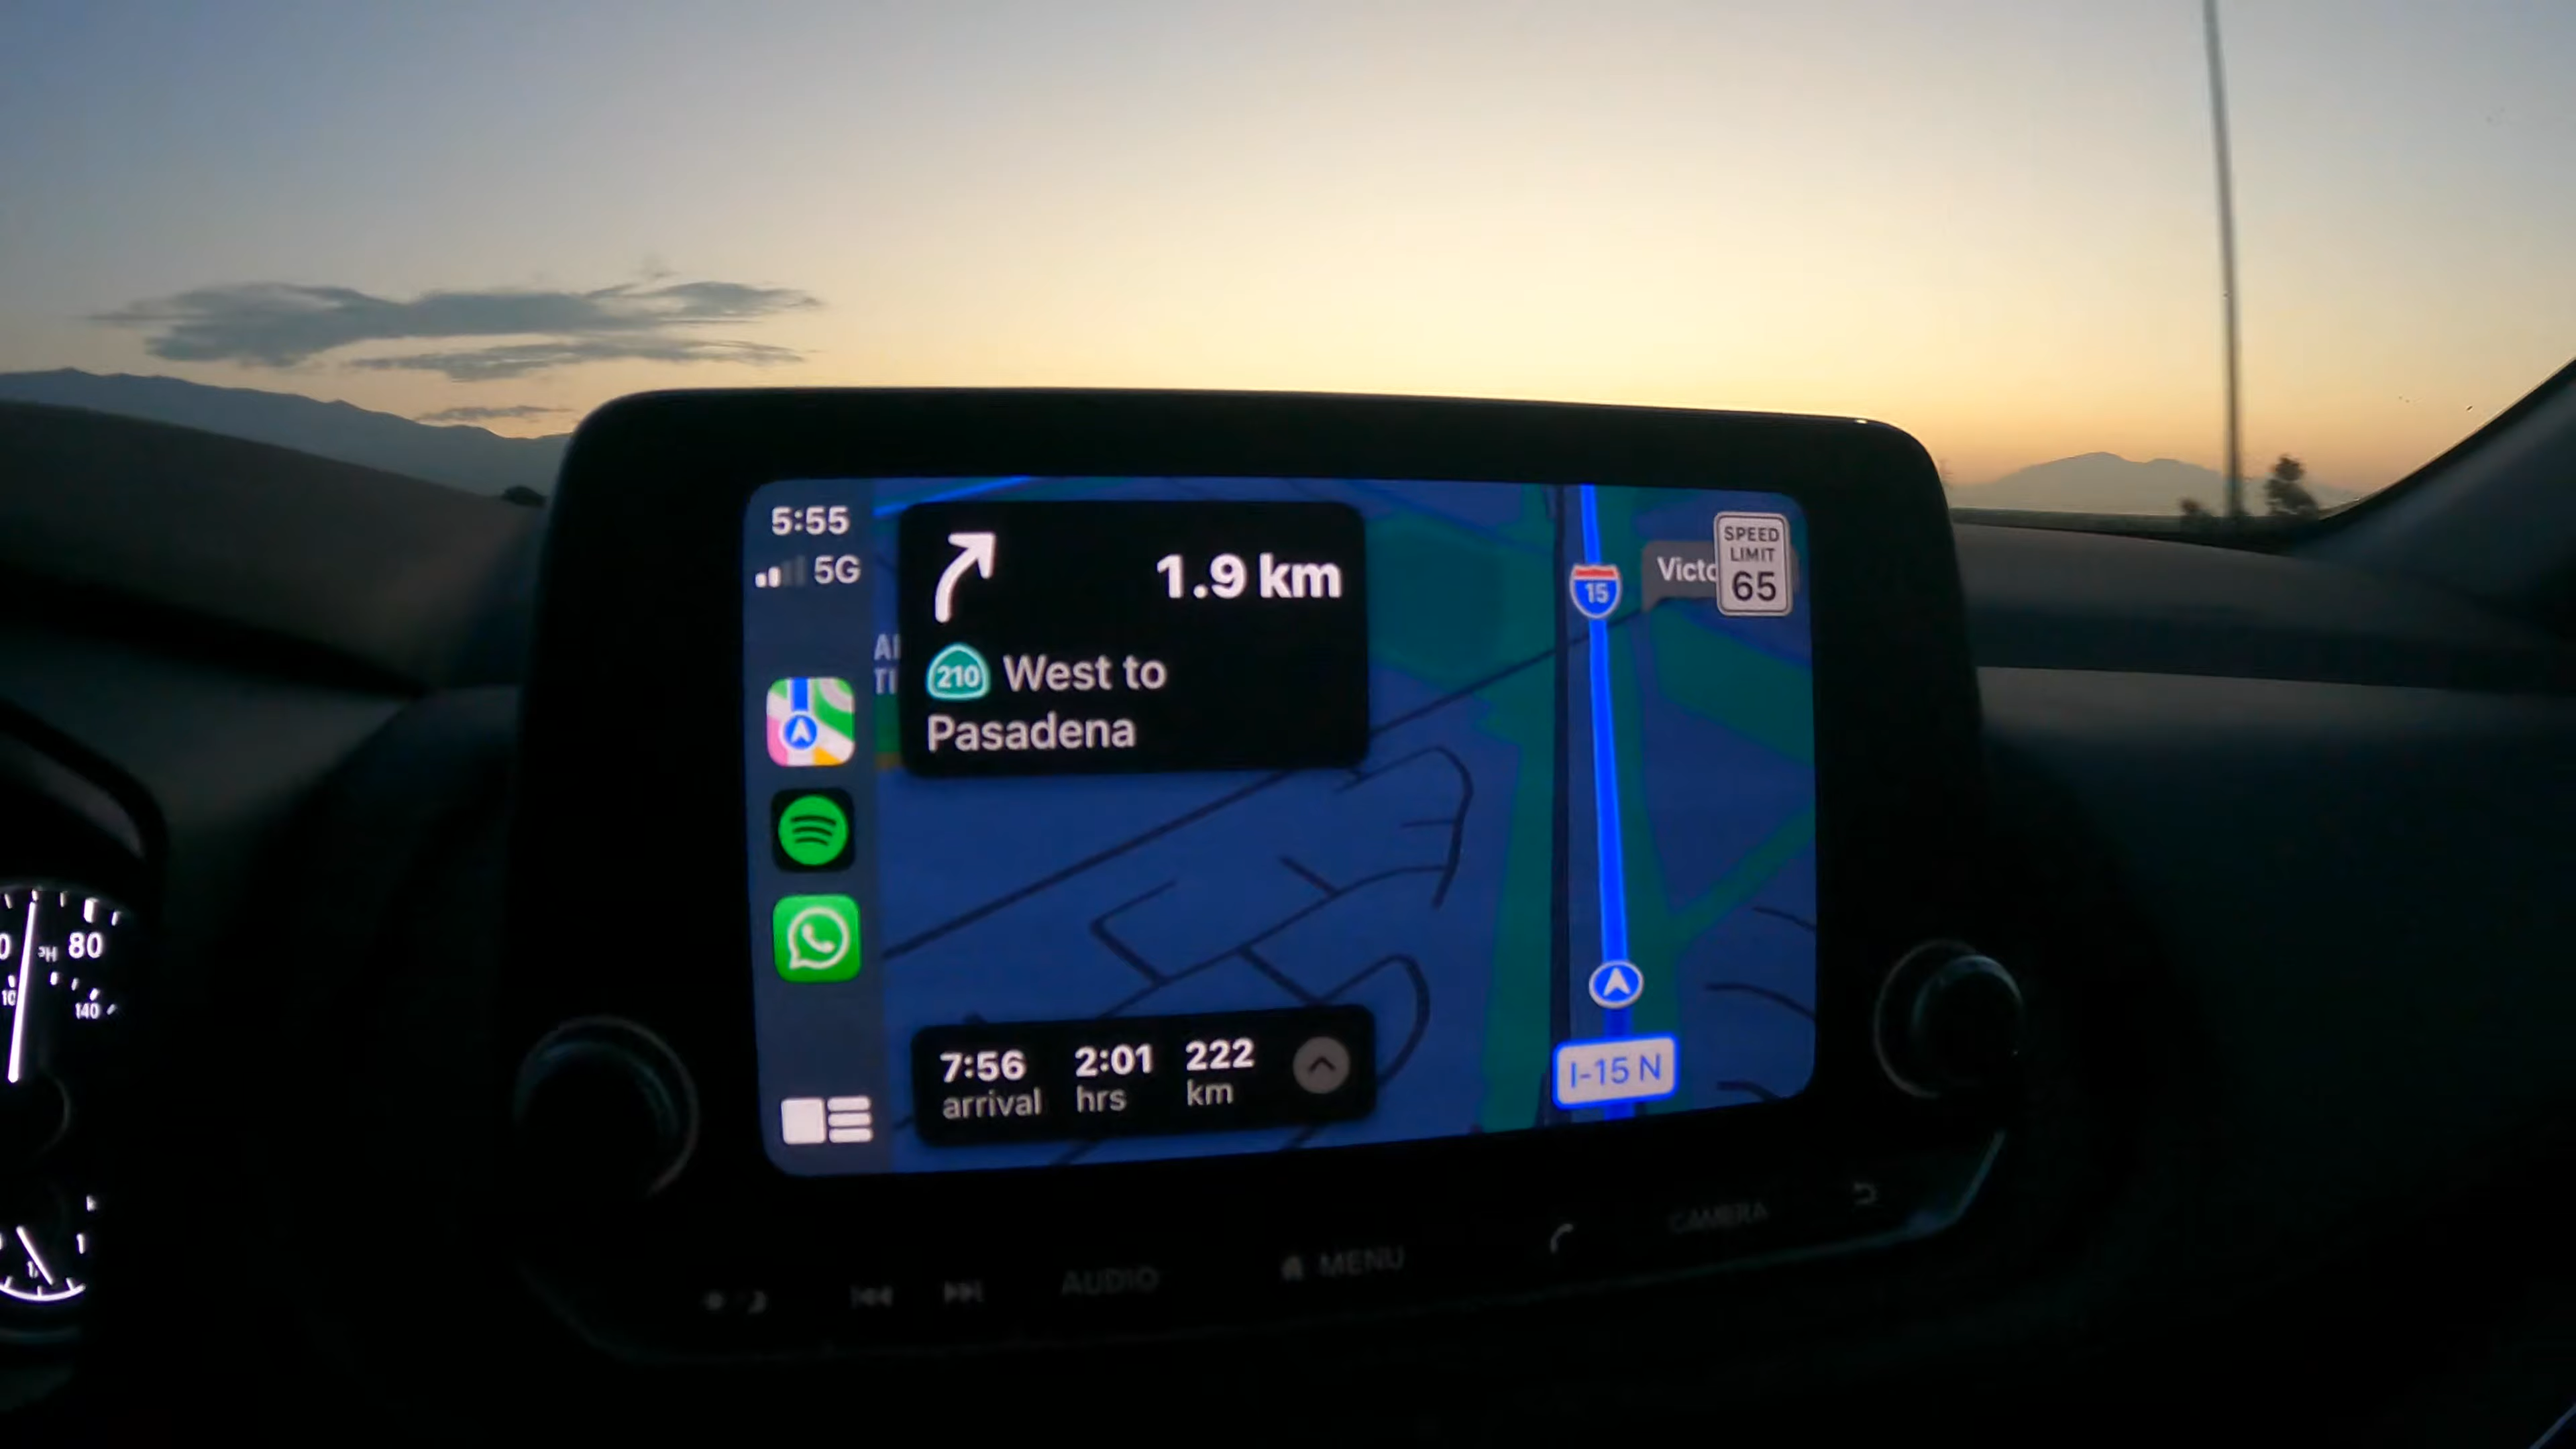 5:55
5G
1.9 km
210 West to
Pasadena
15
SPEED
LIMIT
65
80
140
7:56 2:01 222
arrival hrs km
I-15 N
AUDIO
MENU
CAMERA